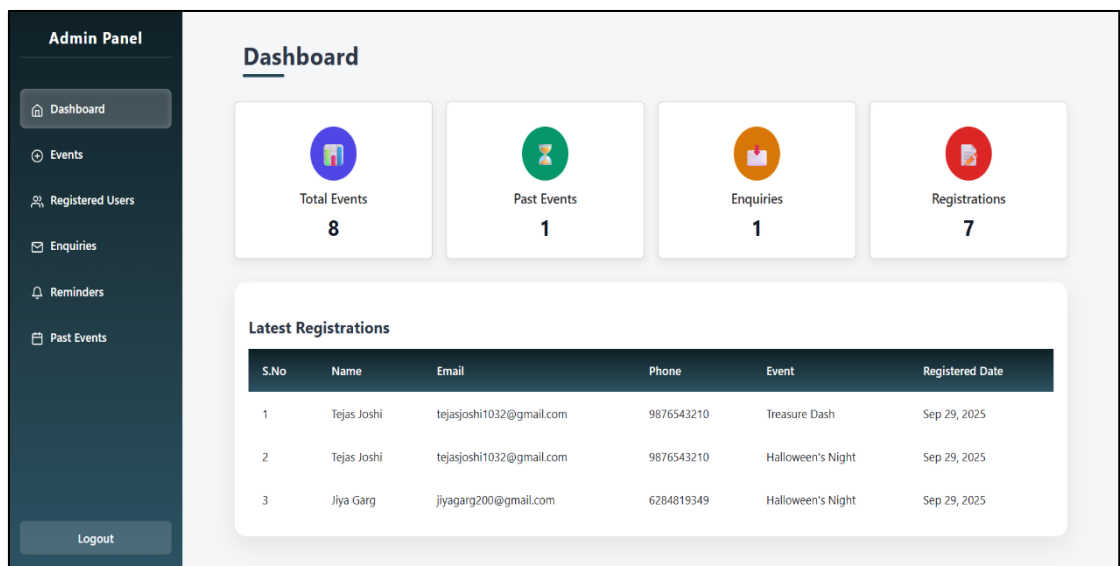 Admin Panel
Dashboard
Events
Registered Users
Enquiries
Reminders
Past Events
Logout
Dashboard
Total Events
8
Past Events
1
Enquiries
1
Registrations
7
Latest Registrations
S.No Name Email Phone Event Registered Date
1 Tejas Joshi tejasjoshi1032@gmail.com 9876543210 Treasure Dash Sep 29, 2025
2 Tejas Joshi tejasjoshi1032@gmail.com 9876543210 Halloween's Night Sep 29, 2025
3 Jiya Garg jiyagarg200@gmail.com 6284819349 Halloween's Night Sep 29, 2025